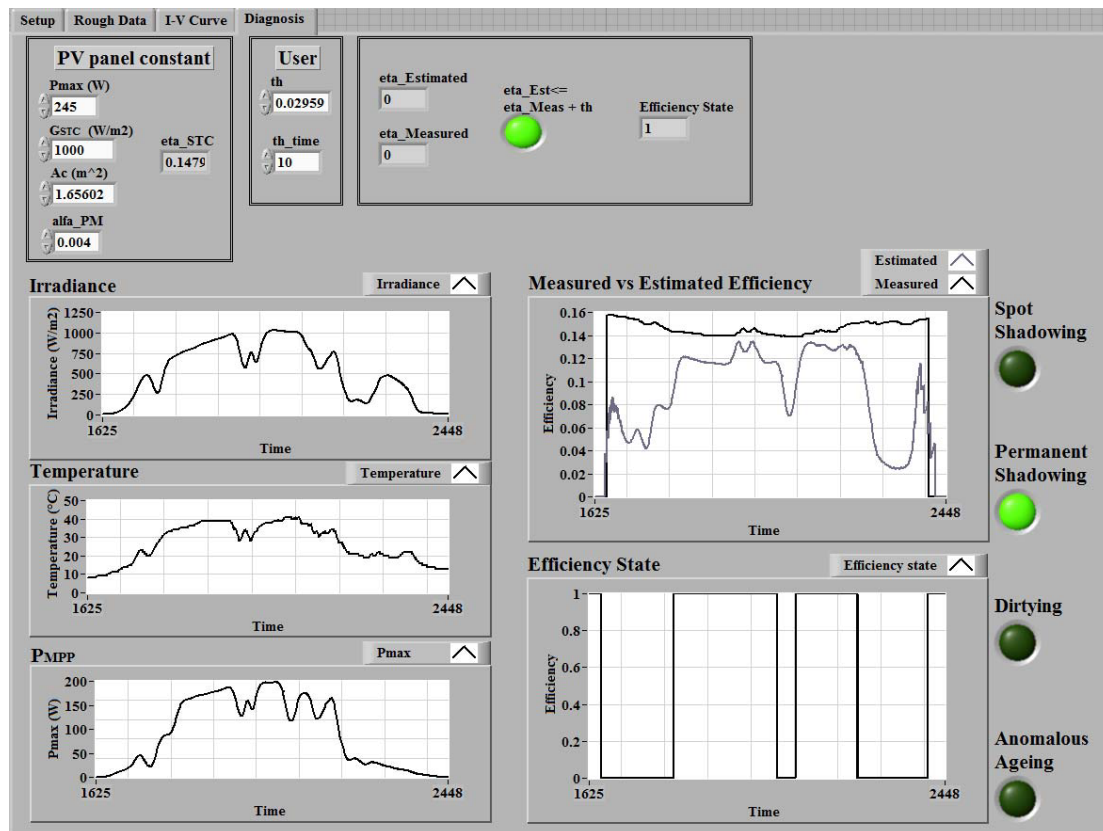 Setup Rough Data I-V Curve Diagnosis
PV panel constant
Pmax (W)
245
GSTC (W/m2)
1000
eta_STC
0.1479
Ac (m^2)
1.65602
alfa_PM
0.004
User
th
0.02959
th_time
10
eta_Estimated
0
eta_Measured
0
eta_Est<=
eta_Meas + th
Efficiency State
1
Irradiance
Irradiance
1250
1000
750
500
250
0
Irradiance (W/m2)
1625 2448
Time
Temperature
Temperature
50
40
30
20
10
0
Temperature (°C)
1625 2448
Time
PMPP
Pmax
200
150
100
50
0
Pmax (W)
1625 2448
Time
Measured vs Estimated Efficiency
Estimated
Measured
0.16
0.14
0.12
0.1
0.08
0.06
0.04
0.02
0
Efficiency
1625 2448
Time
Efficiency State
Efficiency state
1
0.8
0.6
0.4
0.2
0
Efficiency
1625 2448
Time
Spot
Shadowing
Permanent
Shadowing
Dirtying
Anomalous
Ageing